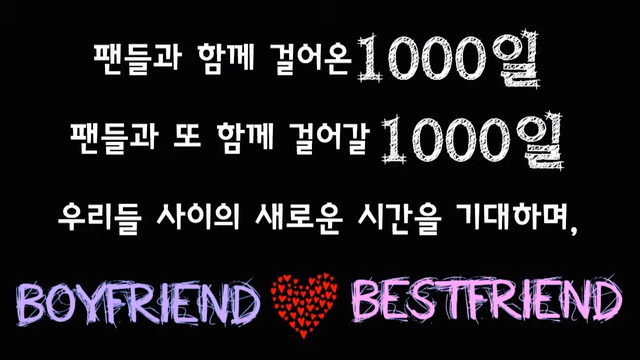 팬들과 함께 걸어온 1000일
팬들과 또 함께 걸어갈 1000일
우리들 사이의 새로운 시간을 기대하며,
BOYFRIEND BESTFRIEND